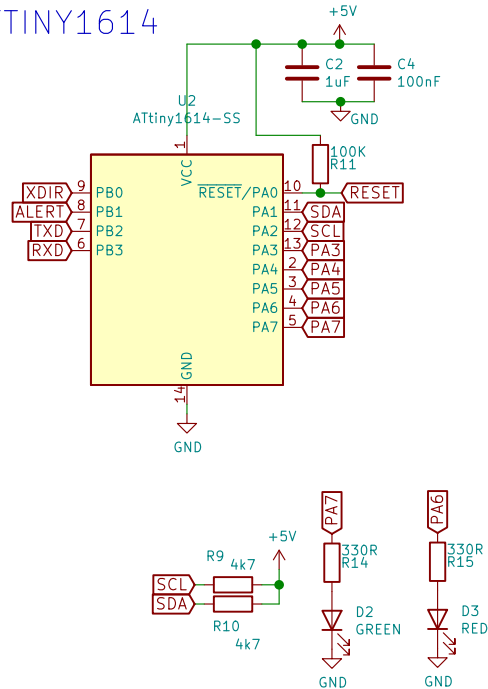 TTINY1614
+5V
C2
1uF
C4
100nF
GND
U2
ATtiny1614-SS
1
VCC
100K
R11
XDIR 9 PB0
RESET/PA0 10 RESET
ALERT 8 PB1
PA1 11 SDA
TXD 7 PB2
PA2 12 SCL
RXD 6 PB3
PA3 13 PA3
PA4 2 PA4
PA5 3 PA5
PA6 4 PA6
PA7 5 PA7
GND
14
GND
PA7
PA6
+5V
R9
4k7
SCL
SDA
R10
4k7
330R
R14
330R
R15
D2
GREEN
D3
RED
GND
GND